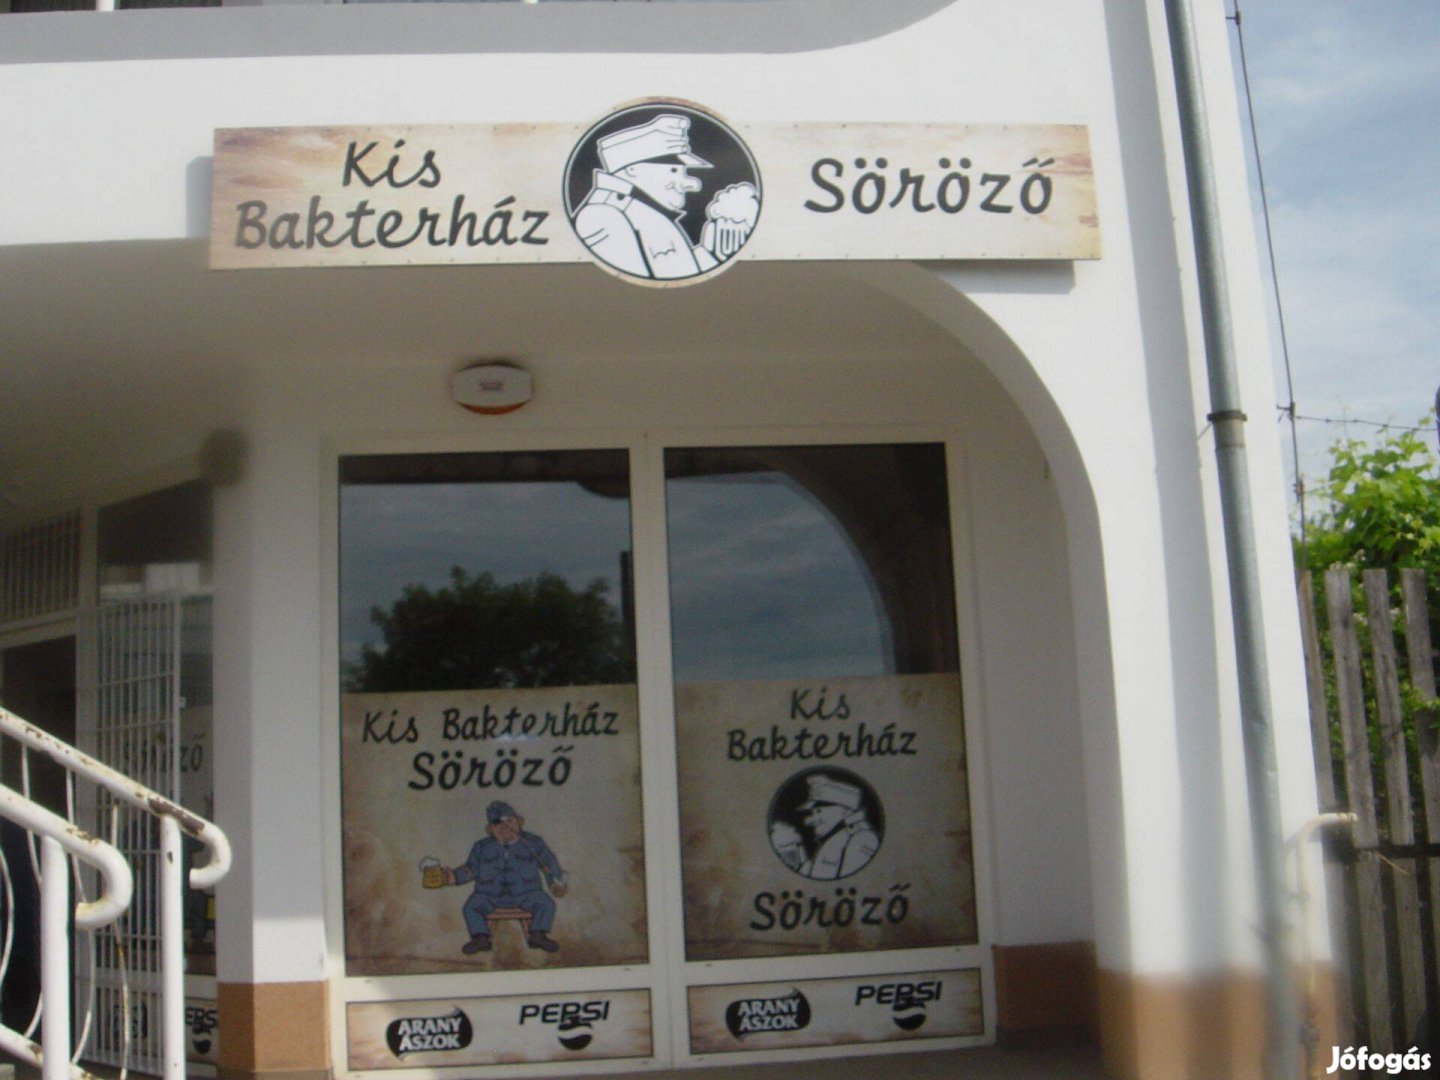 Kis
Bakterház
Söröző
Kis Bakterház
Söröző
Kis
Bakterház
Söröző
ARANY
ÁSZOK
PEPSI
ARANY
ÁSZOK
PEPSI
Jófogás